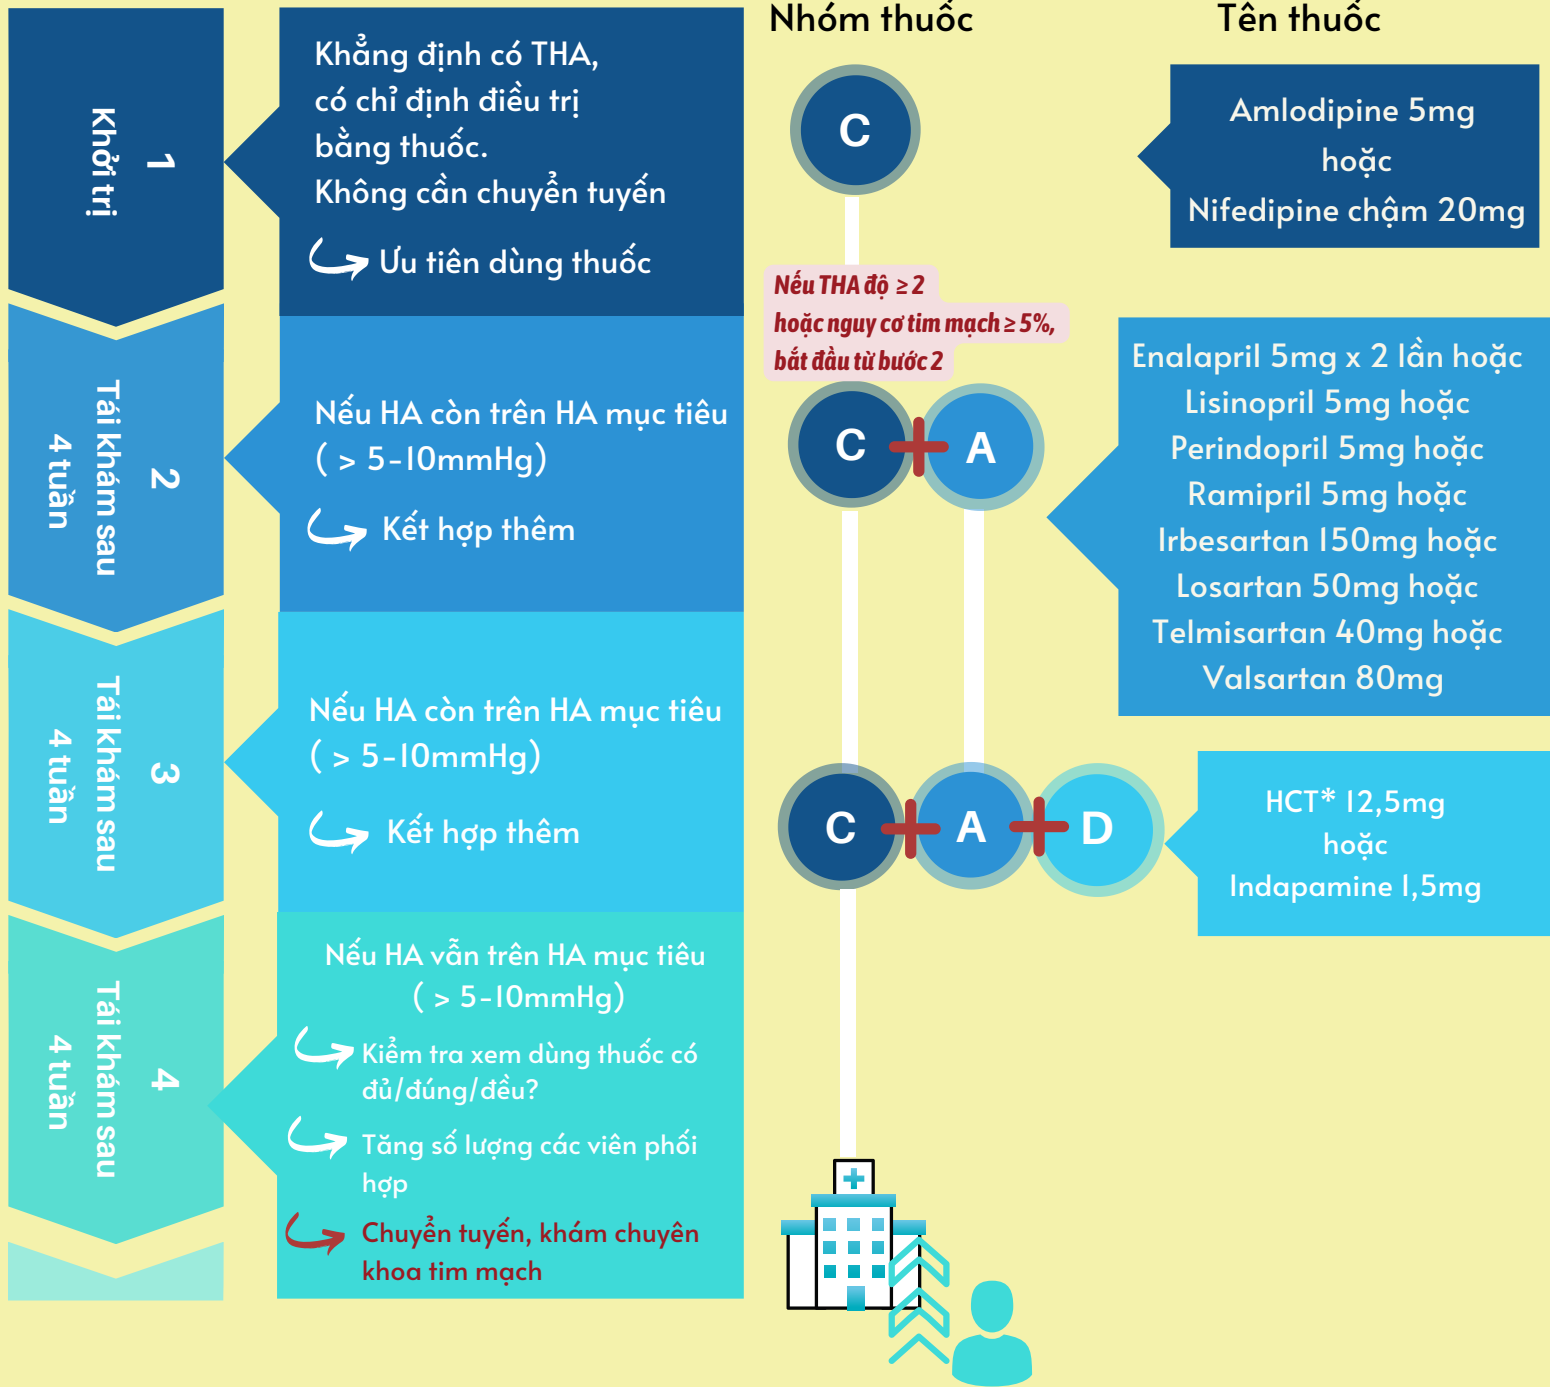 Nhóm thuốc
Tên thuốc
1
Khởi trị
Khẳng định có THA,
có chỉ định điều trị
bằng thuốc.
Không cần chuyển tuyến
Ưu tiên dùng thuốc
C
Amlodipine 5mg
hoặc
Nifedipine chậm 20mg
Nếu THA độ ≥ 2
hoặc nguy cơ tim mạch ≥ 5%,
bắt đầu từ bước 2
2
Tái khám sau
4 tuần
Nếu HA còn trên HA mục tiêu
( > 5-10mmHg)
Kết hợp thêm
C + A
Enalapril 5mg x 2 lần hoặc
Lisinopril 5mg hoặc
Perindopril 5mg hoặc
Ramipril 5mg hoặc
Irbesartan 150mg hoặc
Losartan 50mg hoặc
Telmisartan 40mg hoặc
Valsartan 80mg
3
Tái khám sau
4 tuần
Nếu HA còn trên HA mục tiêu
( > 5-10mmHg)
Kết hợp thêm
C + A + D
HCT* 12,5mg
hoặc
Indapamine 1,5mg
4
Tái khám sau
4 tuần
Nếu HA vẫn trên HA mục tiêu
( > 5-10mmHg)
Kiểm tra xem dùng thuốc có
đủ/đúng/đều?
Tăng số lượng các viên phối
hợp
Chuyển tuyến, khám chuyên
khoa tim mạch